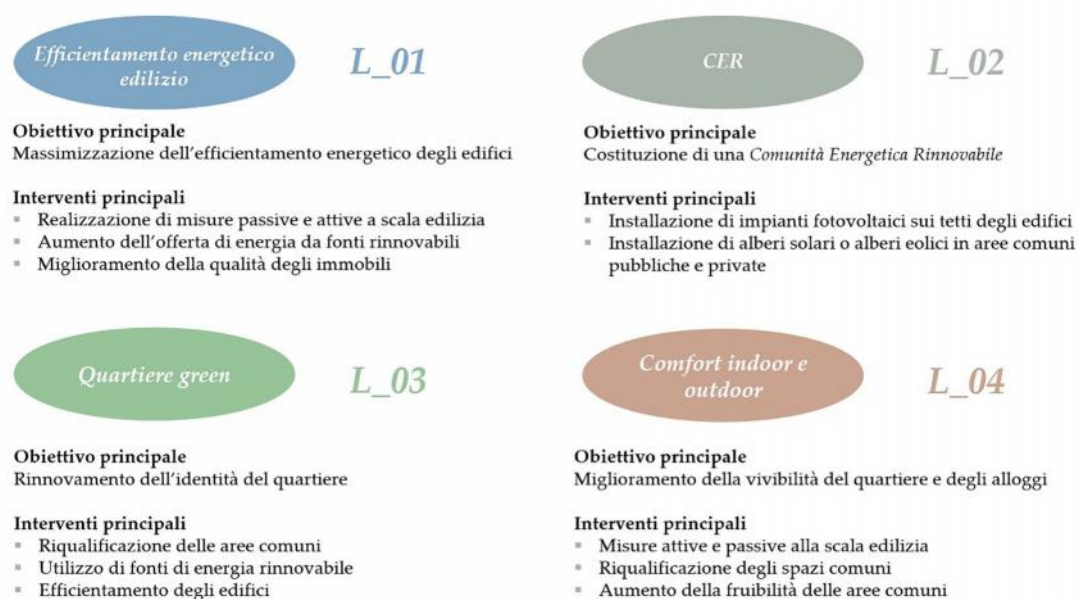 Efficientamento energetico
edilizio
L_01
Obiettivo principale
Massimizzazione dell'efficientamento energetico degli edifici
Interventi principali
▪ Realizzazione di misure passive e attive a scala edilizia
▪ Aumento dell'offerta di energia da fonti rinnovabili
▪ Miglioramento della qualità degli immobili
CER
L_02
Obiettivo principale
Costituzione di una Comunità Energetica Rinnovabile
Interventi principali
▪ Installazione di impianti fotovoltaici sui tetti degli edifici
▪ Installazione di alberi solari o alberi eolici in aree comuni
pubbliche e private
Quartiere green
L_03
Obiettivo principale
Rinnovamento dell'identità del quartiere
Interventi principali
▪ Riqualificazione delle aree comuni
▪ Utilizzo di fonti di energia rinnovabile
▪ Efficientamento degli edifici
Comfort indoor e
outdoor
L_04
Obiettivo principale
Miglioramento della vivibilità del quartiere e degli alloggi
Interventi principali
▪ Misure attive e passive alla scala edilizia
▪ Riqualificazione degli spazi comuni
▪ Aumento della fruibilità delle aree comuni